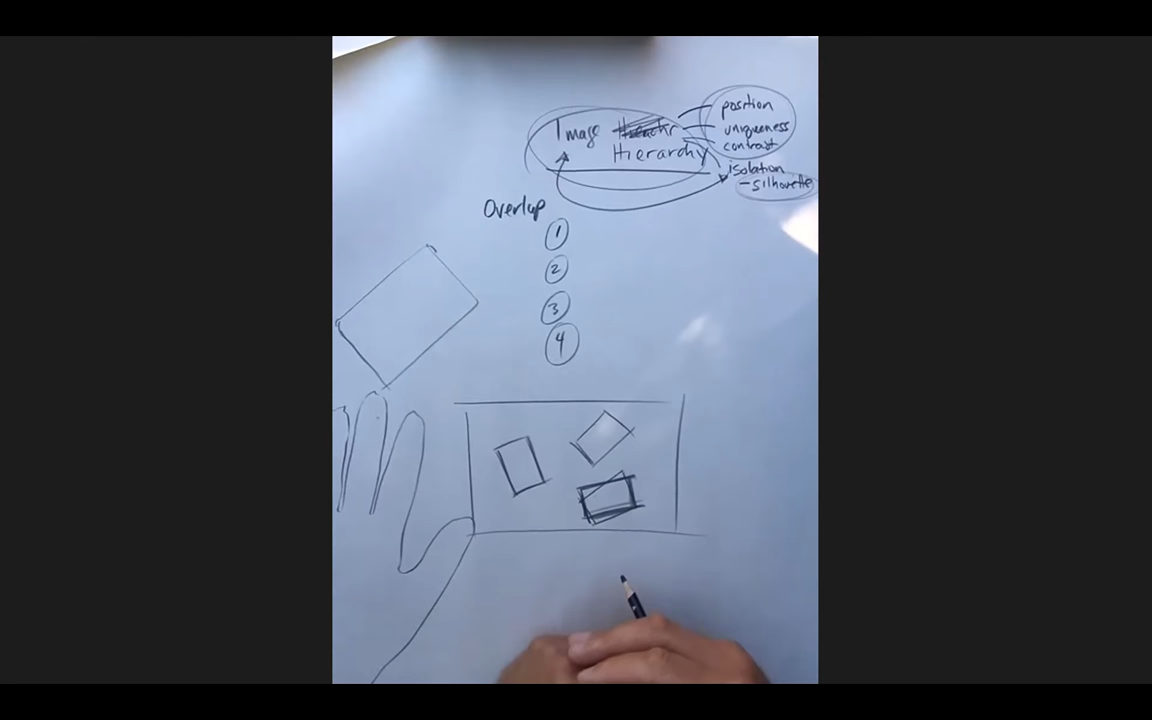 Image Hierarchy
position
uniqueness
contrast
isolation
- silhouette
Overlap
1
2
3
4